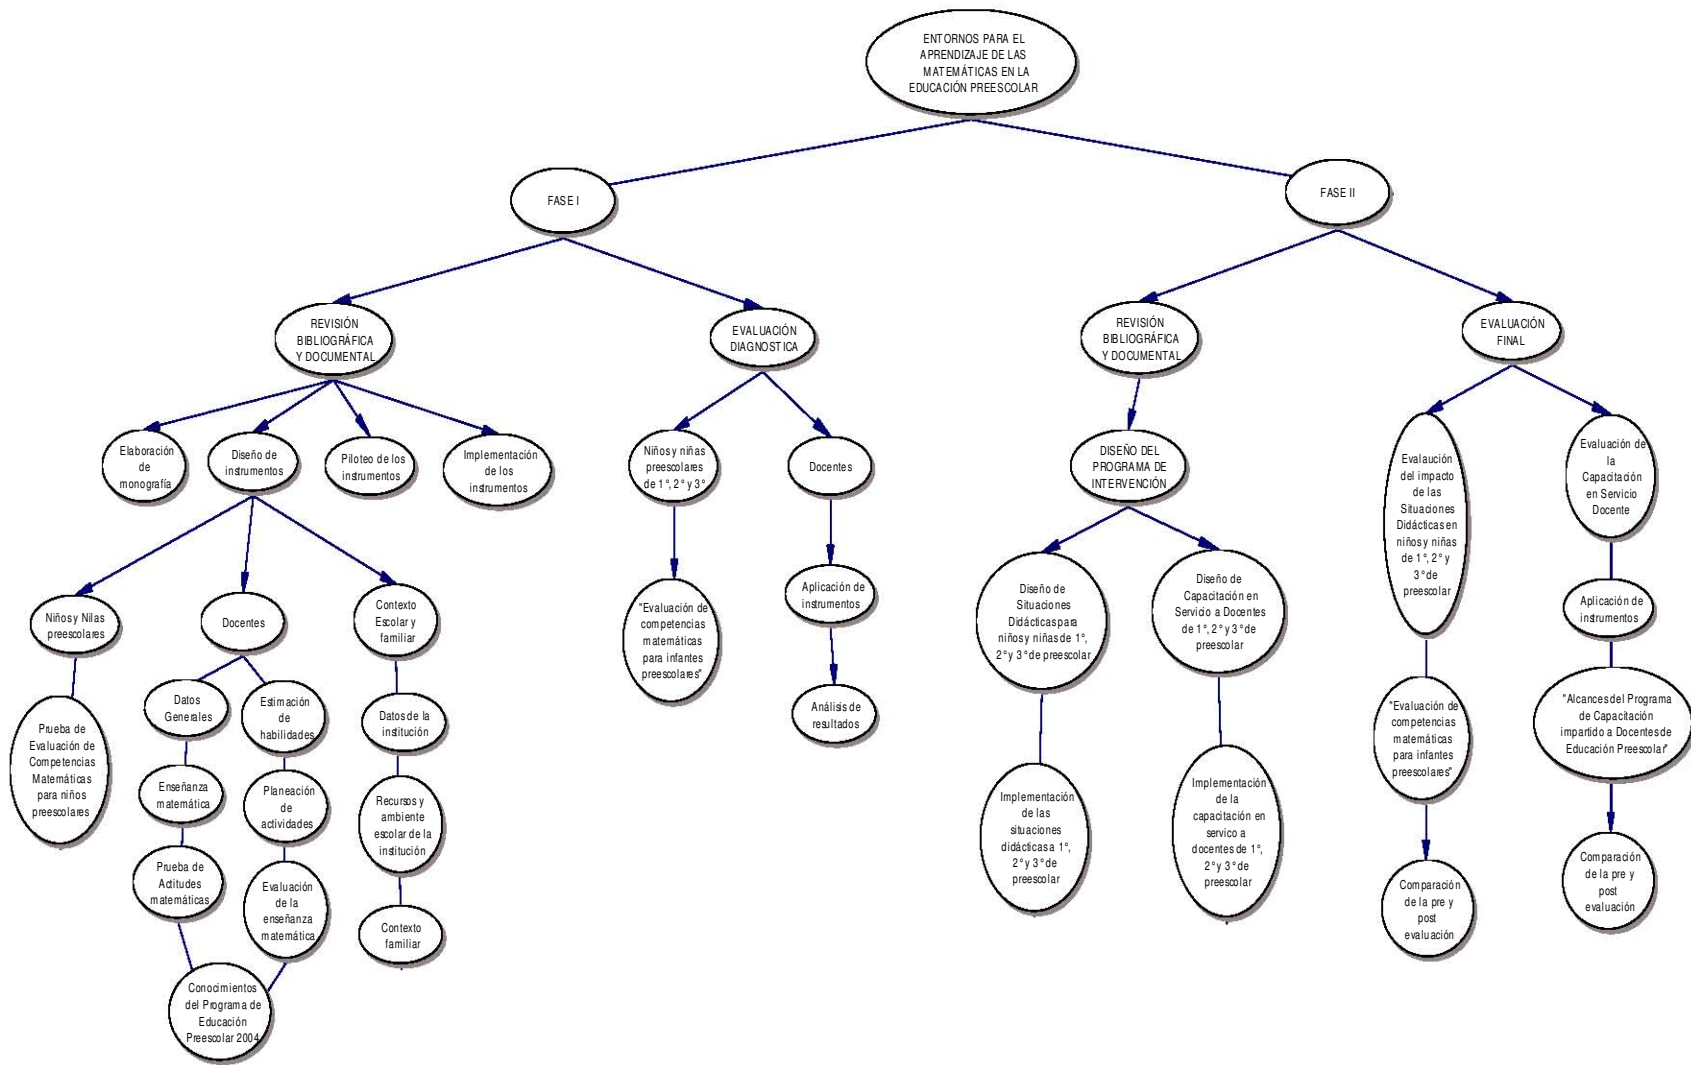 ENTORNOS PARA EL
APRENDIZAJE DE LAS
MATEMÁTICAS EN LA
EDUCACIÓN PREESCOLAR
FASE I
FASE II
REVISIÓN
BIBLIOGRÁFICA
Y DOCUMENTAL
EVALUACIÓN
DIAGNOSTICA
REVISIÓN
BIBLIOGRÁFICA
Y DOCUMENTAL
EVALUACIÓN
FINAL
Elaboración
de
monografía
Diseño de
instrumentos
Piloteo de los
instrumentos
Implementación
de los
instrumentos
Niños y niñas
preescolares
de 1°, 2° y 3°
Docentes
DISEÑO DEL
PROGRAMA DE
INTERVENCIÓN
Evalaución
del impacto
de las
Situaciones
Didácticas en
niños y niñas
de 1°, 2° y
3° de
preescolar
Evaluación de
la
Capacitación
en Servicio
Docente
Niños y Nilas
preescolares
Docentes
Contexto
Escolar y
familiar
"Evaluación de
competencias
matemáticas
para infantes
preescolares"
Aplicación de
instrumentos
Diseño de
Situaciones
Didácticas para
niños y niñas de 1°,
2° y 3° de preescolar
Diseño de
Capacitación en
Servicio a Docentes
de 1°, 2° y 3° de
preescolar
Aplicación de
instrumentos
Prueba de
Evaluación de
Competencias
Matemáticas
para niños
preescolares
Datos
Generales
Estimación
de
habilidades
Datos de la
institución
Análisis de
resultados
"Evaluación de
competencias
matemáticas
para infantes
preescolares"
"Alcances del Programa
de Capacitación
impartido a Docentes de
Educación Preescolar"
Enseñanza
matemática
Planeación
de
actividades
Recursos y
ambiente
escolar de la
institución
Implementación
de las
situaciones
didácticas a 1°,
2° y 3° de
preescolar
Implementación
de la
capacitación en
servico a
docentes de 1°,
2° y 3° de
preescolar
Prueba de
Actitudes
matemáticas
Evaluación
de la
enseñanza
matemática
Contexto
familiar
Comparación
de la pre y
post
evaluación
Comparación
de la pre y
post
evaluación
Conocimientos
del Programa de
Educación
Preescolar 2004